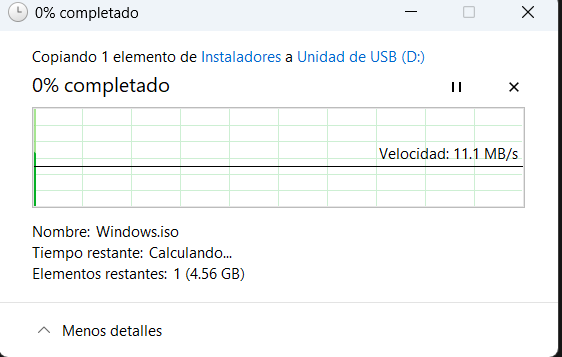 0% completado
Copiando 1 elemento de Instaladores a Unidad de USB (D:)
0% completado
Velocidad: 11.1 MB/s
Nombre: Windows.iso
Tiempo restante: Calculando...
Elementos restantes: 1 (4.56 GB)
Menos detalles